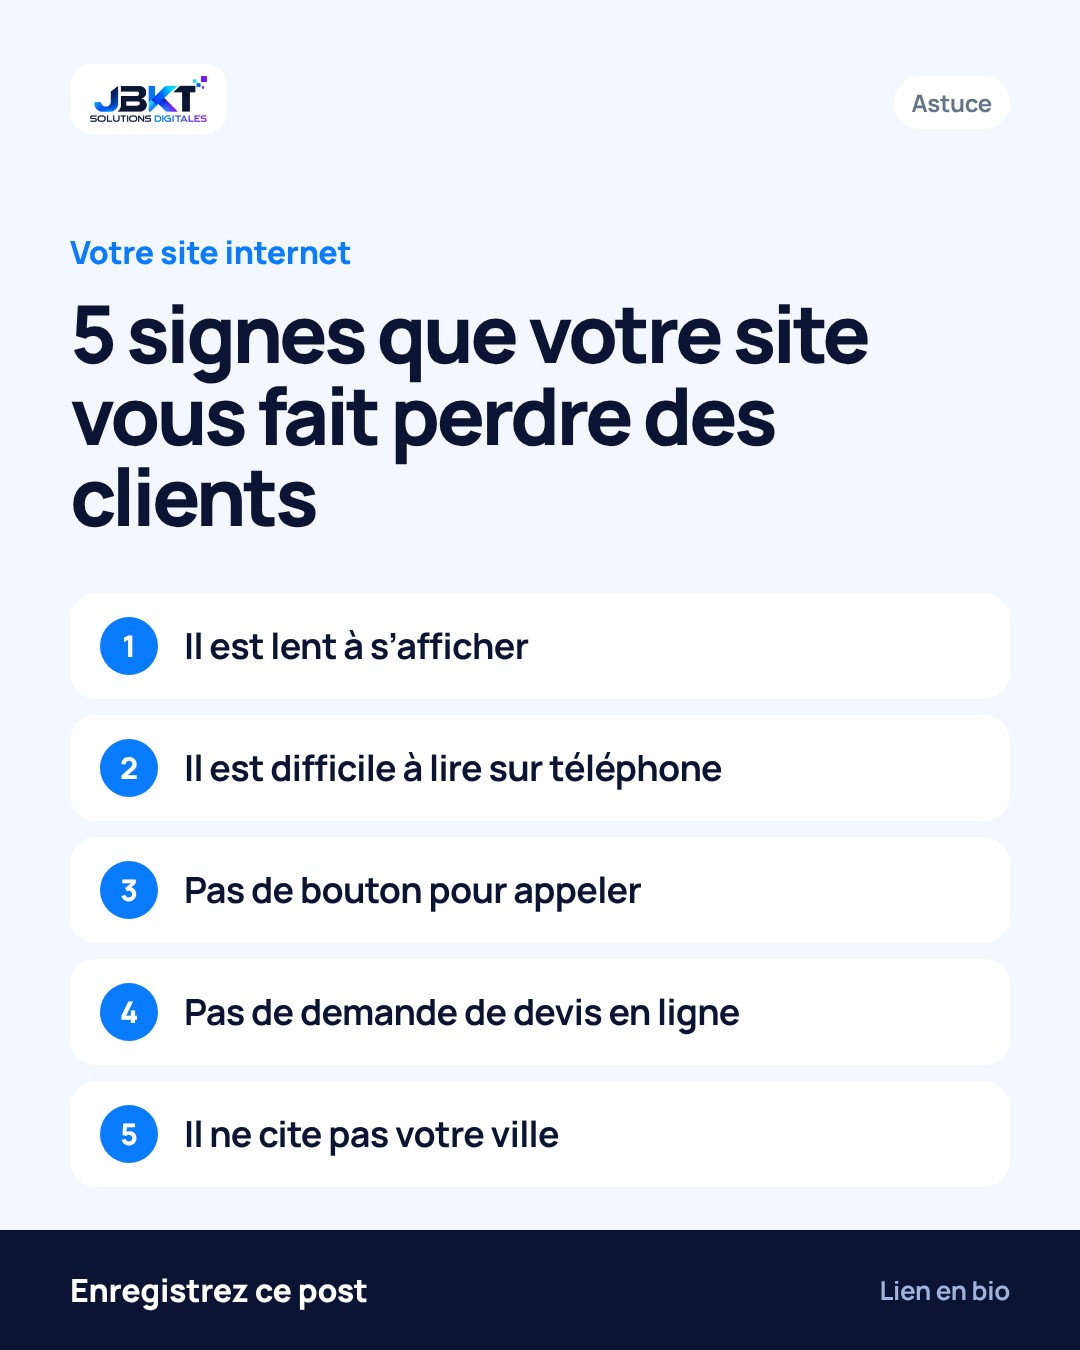 JBKT
SOLUTIONS DIGITALES
Astuce
Votre site internet
5 signes que votre site
vous fait perdre des
clients
1 Il est lent à s’afficher
2 Il est difficile à lire sur téléphone
3 Pas de bouton pour appeler
4 Pas de demande de devis en ligne
5 Il ne cite pas votre ville
Enregistrez ce post
Lien en bio